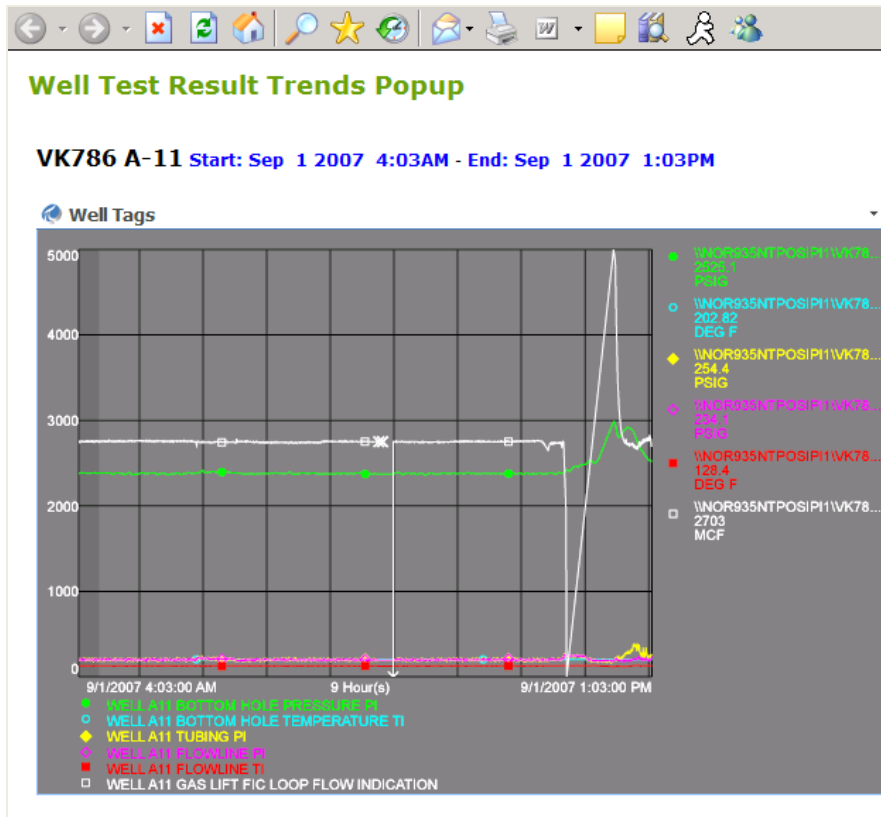 Well Test Result Trends Popup
VK786 A-11 Start: Sep 1 2007 4:03AM - End: Sep 1 2007 1:03PM
Well Tags
5000
4000
3000
2000
1000
0
9/1/2007 4:03:00 AM 9 Hour(s) 9/1/2007 1:03:00 PM
\\NOR935NTPOSIPI1\VK78...
2525.1
PSIG
\\NOR935NTPOSIPI1\VK78...
202.82
DEG F
\\NOR935NTPOSIPI1\VK78...
254.4
PSIG
\\NOR935NTPOSIPI1\VK78...
PSIG
\\NOR935NTPOSIPI1\VK78...
128.4
DEG F
\\NOR935NTPOSIPI1\VK78...
2703
MCF
WELL A11 BOTTOM HOLE PRESSURE PI
WELL A11 BOTTOM HOLE TEMPERATURE TI
WELL A11 TUBING PI
WELL A11 FLOWLINE PI
WELL A11 FLOWLINE TI
WELL A11 GAS LIFT FIC LOOP FLOW INDICATION